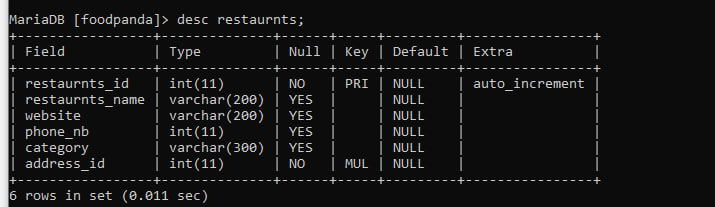 MariaDB [foodpanda]> desc restaurnts;
+-----------------+--------------+------+-----+---------+----------------+
| Field           | Type         | Null | Key | Default | Extra          |
+-----------------+--------------+------+-----+---------+----------------+
| restaurnts_id   | int(11)      | NO   | PRI | NULL    | auto_increment |
| restaurnts_name | varchar(200) | YES  |     | NULL    |                |
| website         | varchar(200) | YES  |     | NULL    |                |
| phone_nb        | int(11)      | YES  |     | NULL    |                |
| category        | varchar(300) | YES  |     | NULL    |                |
| address_id      | int(11)      | NO   | MUL | NULL    |                |
+-----------------+--------------+------+-----+---------+----------------+
6 rows in set (0.011 sec)